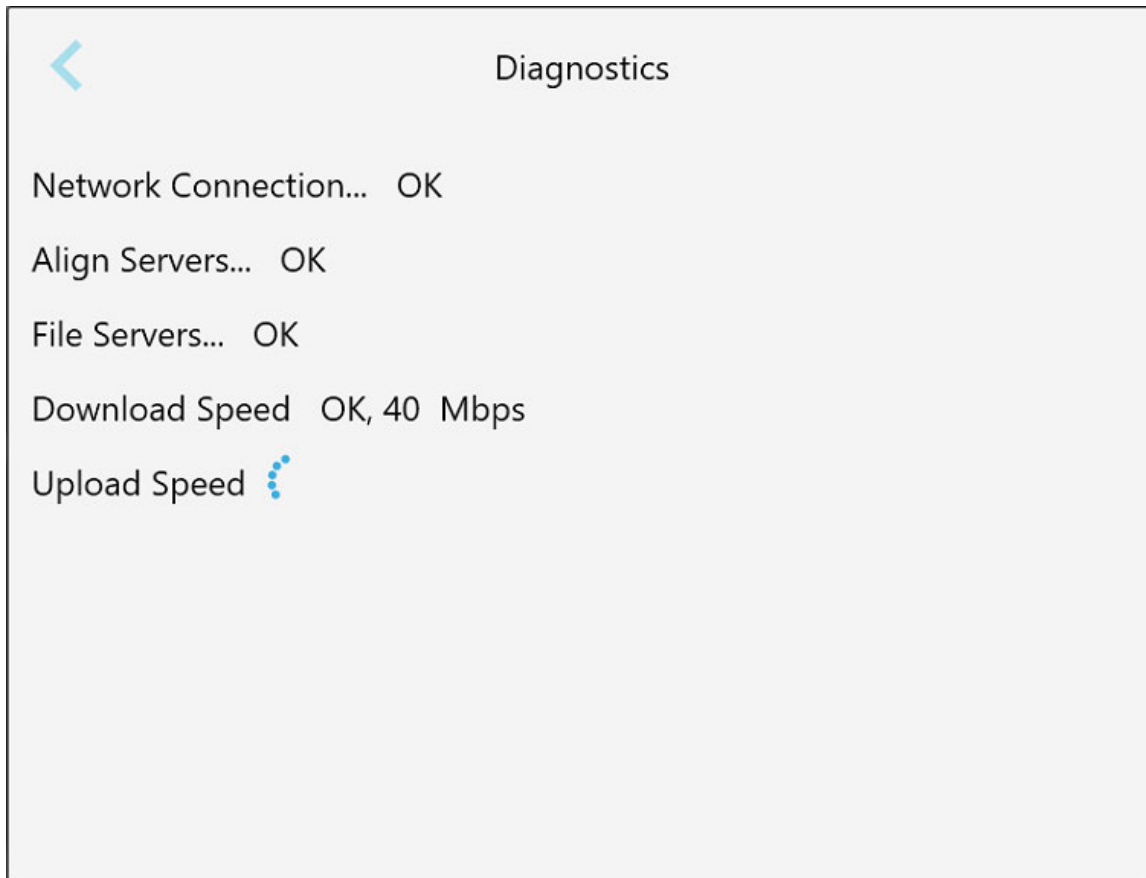 Diagnostics
Network Connection... OK
Align Servers... OK
File Servers... OK
Download Speed OK, 40 Mbps
Upload Speed